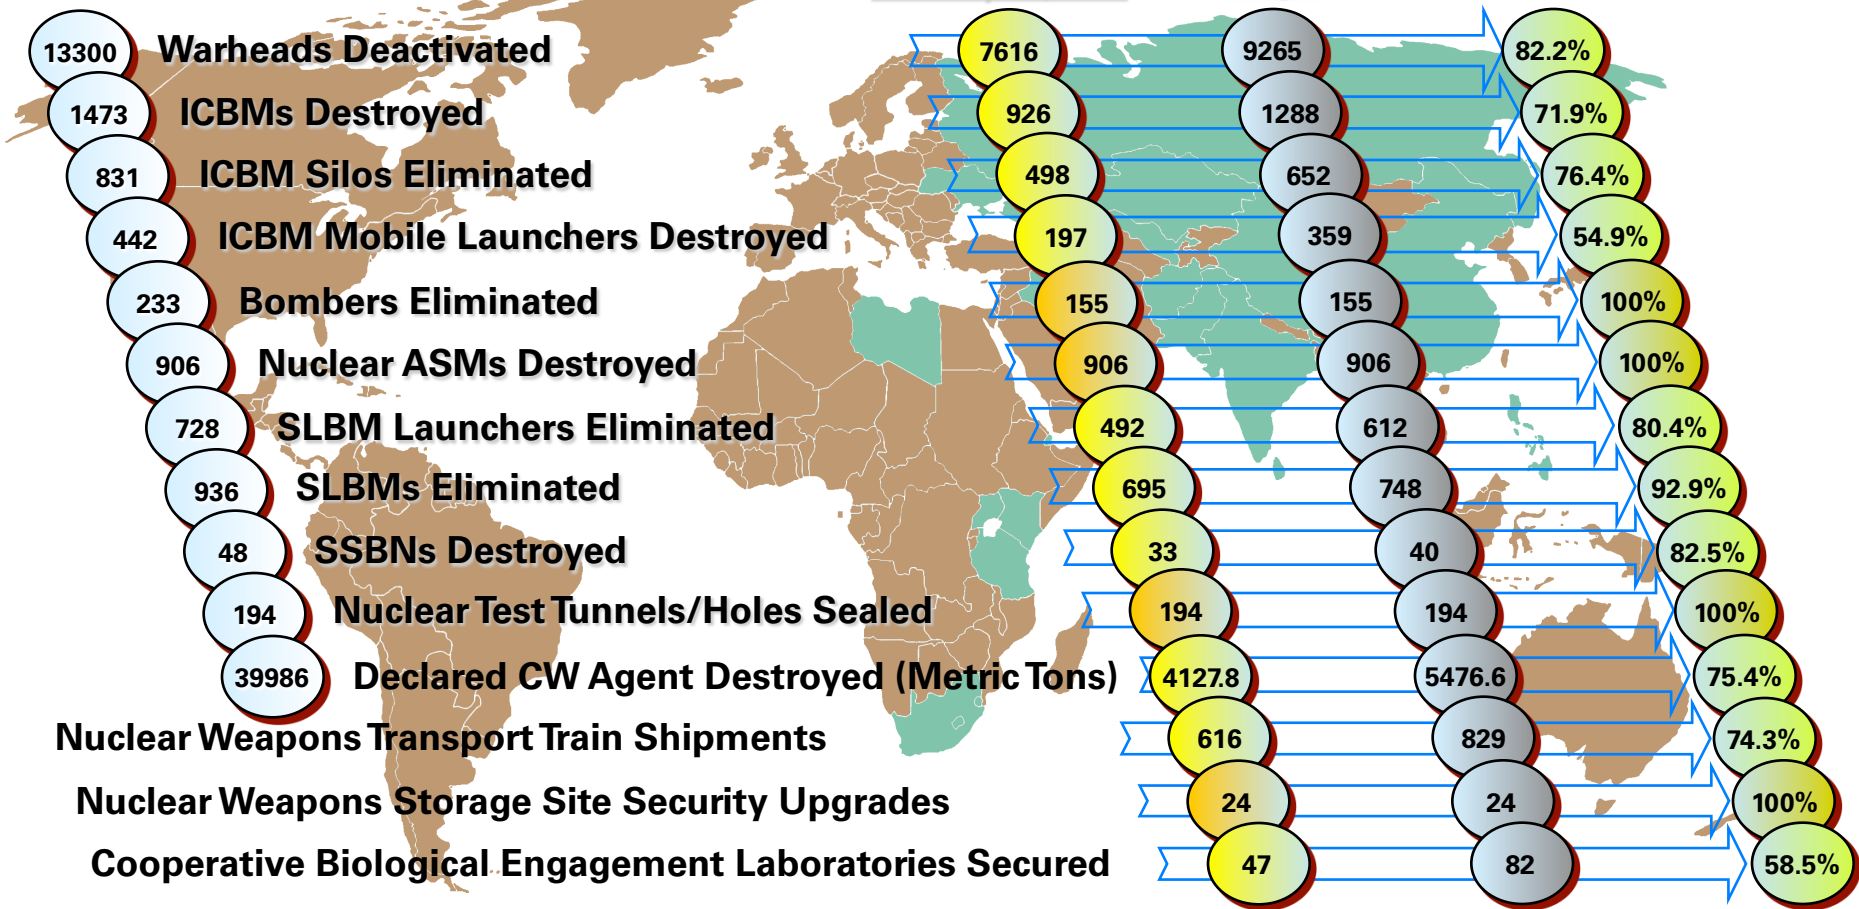 13300 Warheads Deactivated 7616 9265 82.2%
1473 ICBMs Destroyed 926 1288 71.9%
831 ICBM Silos Eliminated 498 652 76.4%
442 ICBM Mobile Launchers Destroyed 197 359 54.9%
233 Bombers Eliminated 155 155 100%
906 Nuclear ASMs Destroyed 906 906 100%
728 SLBM Launchers Eliminated 492 612 80.4%
936 SLBMs Eliminated 695 748 92.9%
48 SSBNs Destroyed 33 40 82.5%
194 Nuclear Test Tunnels/Holes Sealed 194 194 100%
39986 Declared CW Agent Destroyed (Metric Tons) 4127.8 5476.6 75.4%
Nuclear Weapons Transport Train Shipments 616 829 74.3%
Nuclear Weapons Storage Site Security Upgrades 24 24 100%
Cooperative Biological Engagement Laboratories Secured 47 82 58.5%